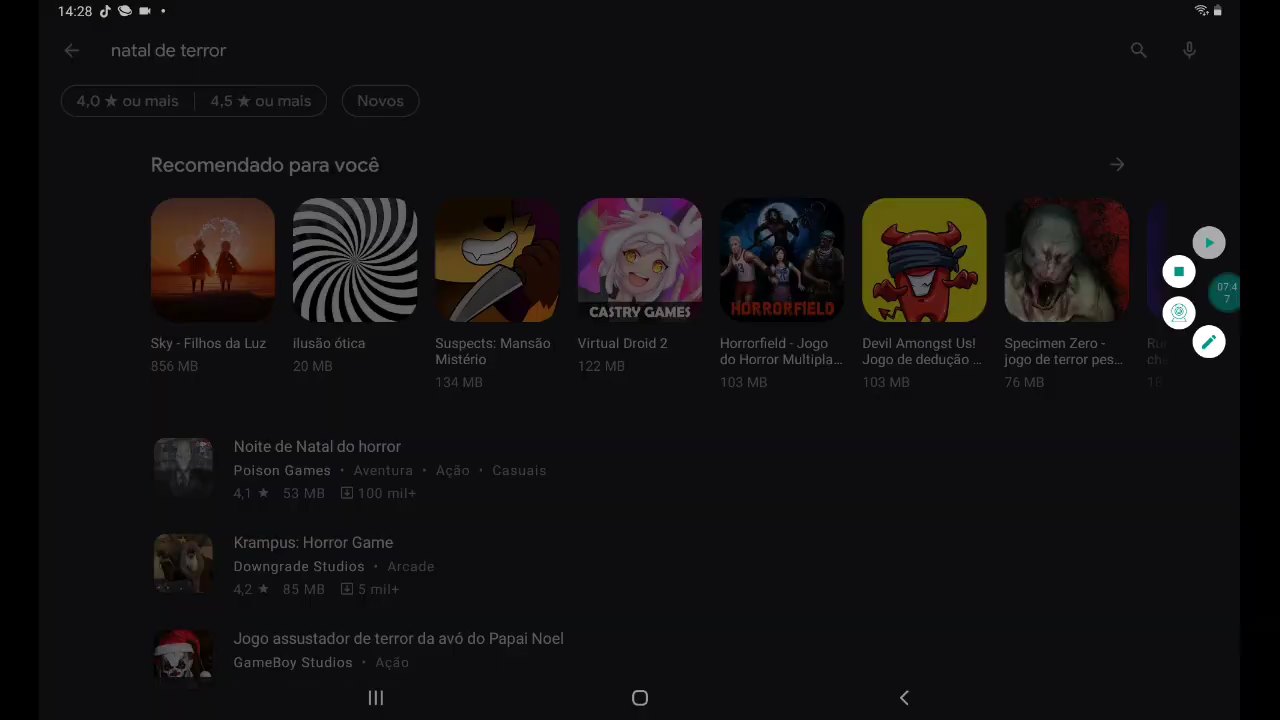 14:28
natal de terror
4,0 ★ ou mais
4,5 ★ ou mais
Novos
Recomendado para você
CASTRY GAMES
HORRORFIELD
Sky - Filhos da Luz
856 MB
ilusão ótica
20 MB
Suspects: Mansão
Mistério
134 MB
Virtual Droid 2
122 MB
Horrorfield - Jogo
do Horror Multipla...
103 MB
Devil Amongst Us!
Jogo de dedução ...
103 MB
Specimen Zero -
jogo de terror pes...
76 MB
07:4
7
Noite de Natal do horror
Poison Games • Aventura • Ação • Casuais
4,1 ★ 53 MB 100 mil+
Krampus: Horror Game
Downgrade Studios • Arcade
4,2 ★ 85 MB 5 mil+
Jogo assustador de terror da avó do Papai Noel
GameBoy Studios • Ação